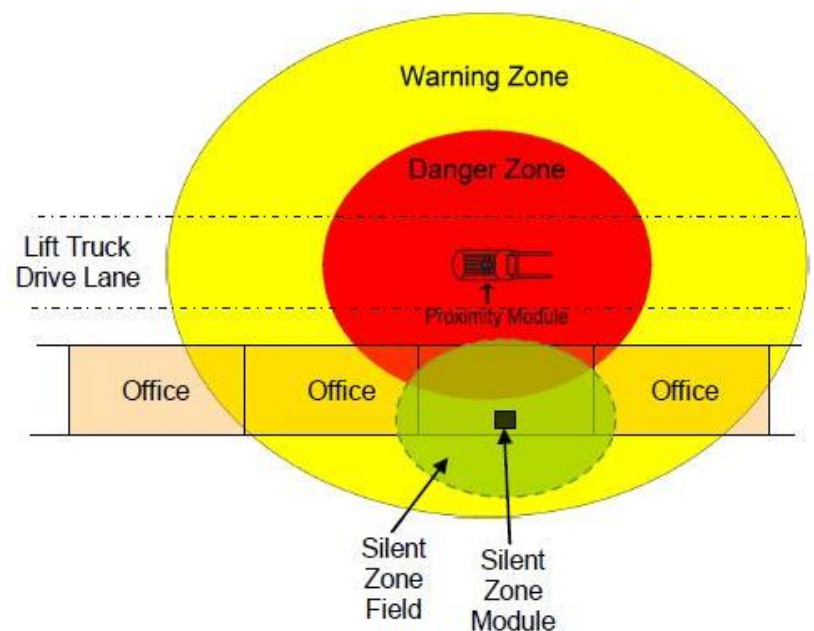 Warning Zone
Danger Zone
Lift Truck
Drive Lane
Proximity Module
Office
Office
Office
Silent
Zone
Field
Silent
Zone
Module